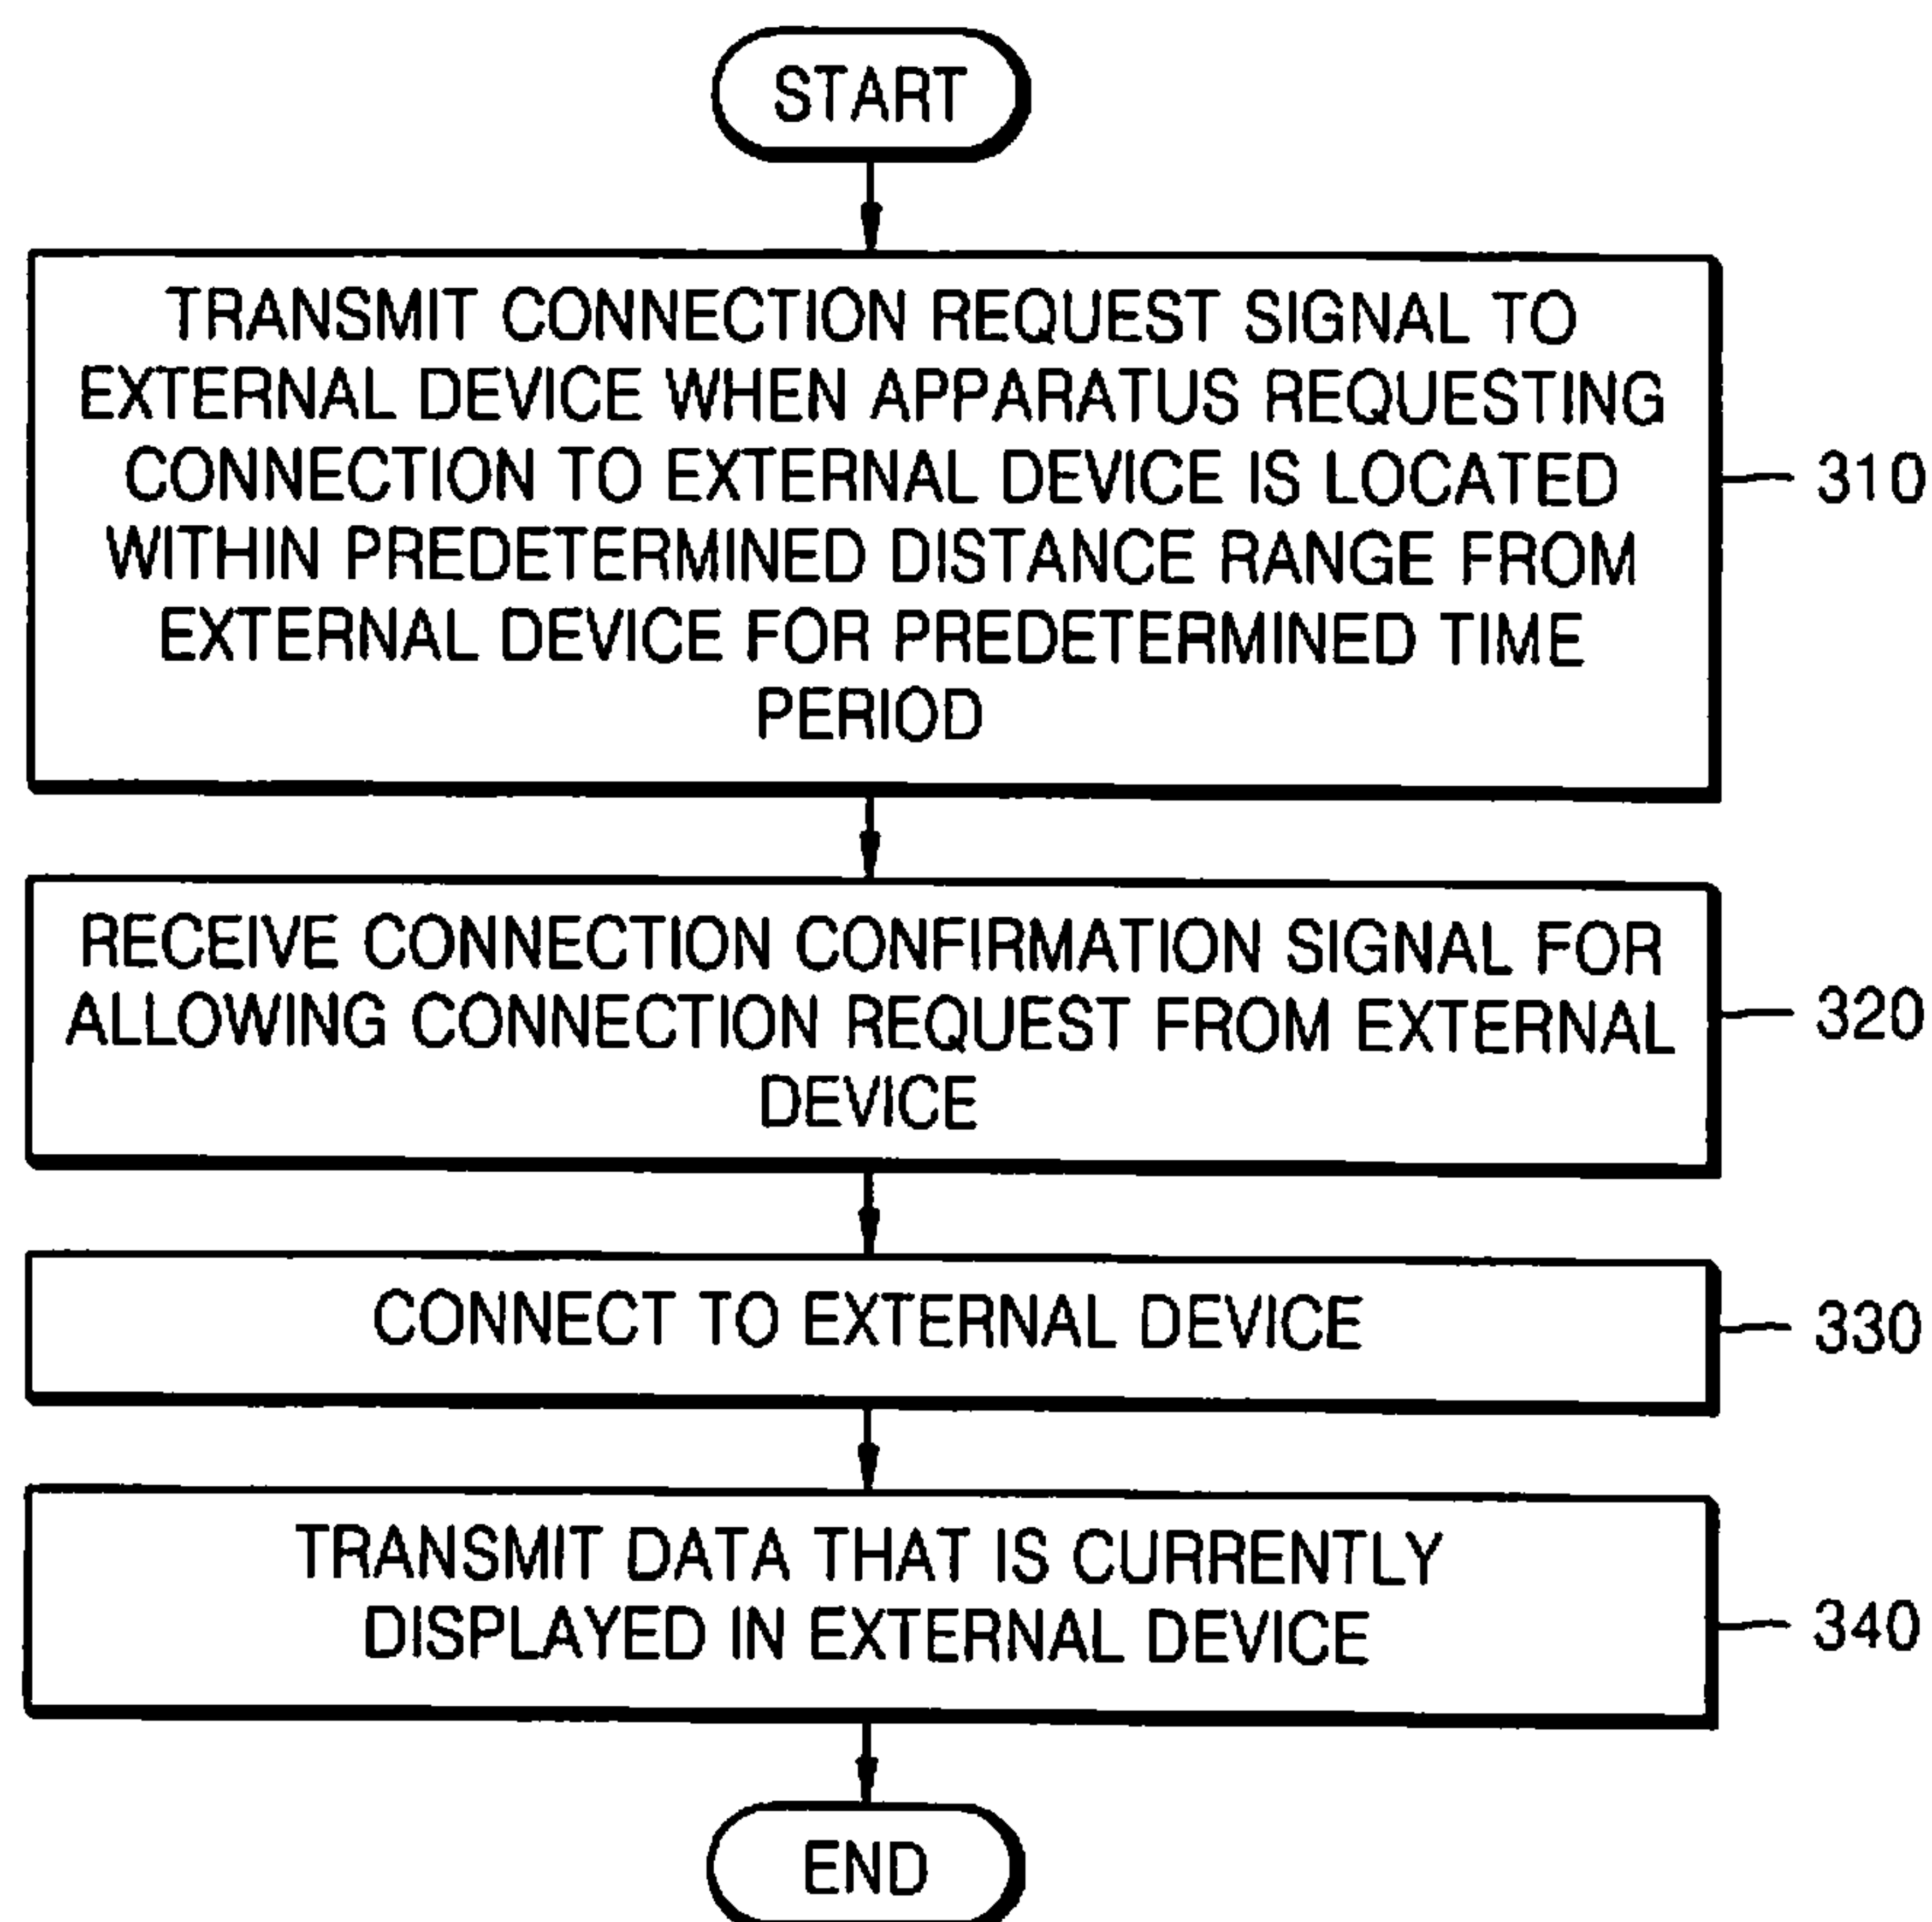 START
TRANSMIT CONNECTION REQUEST SIGNAL TO
EXTERNAL DEVICE WHEN APPARATUS REQUESTING
CONNECTION TO EXTERNAL DEVICE IS LOCATED
WITHIN PREDETERMINED DISTANCE RANGE FROM
EXTERNAL DEVICE FOR PREDETERMINED TIME
PERIOD
310
RECEIVE CONNECTION CONFIRMATION SIGNAL FOR
ALLOWING CONNECTION REQUEST FROM EXTERNAL
DEVICE
320
CONNECT TO EXTERNAL DEVICE
330
TRANSMIT DATA THAT IS CURRENTLY
DISPLAYED IN EXTERNAL DEVICE
340
END